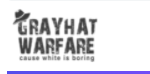 GRAYHAT
WARFARE
cause white is boring